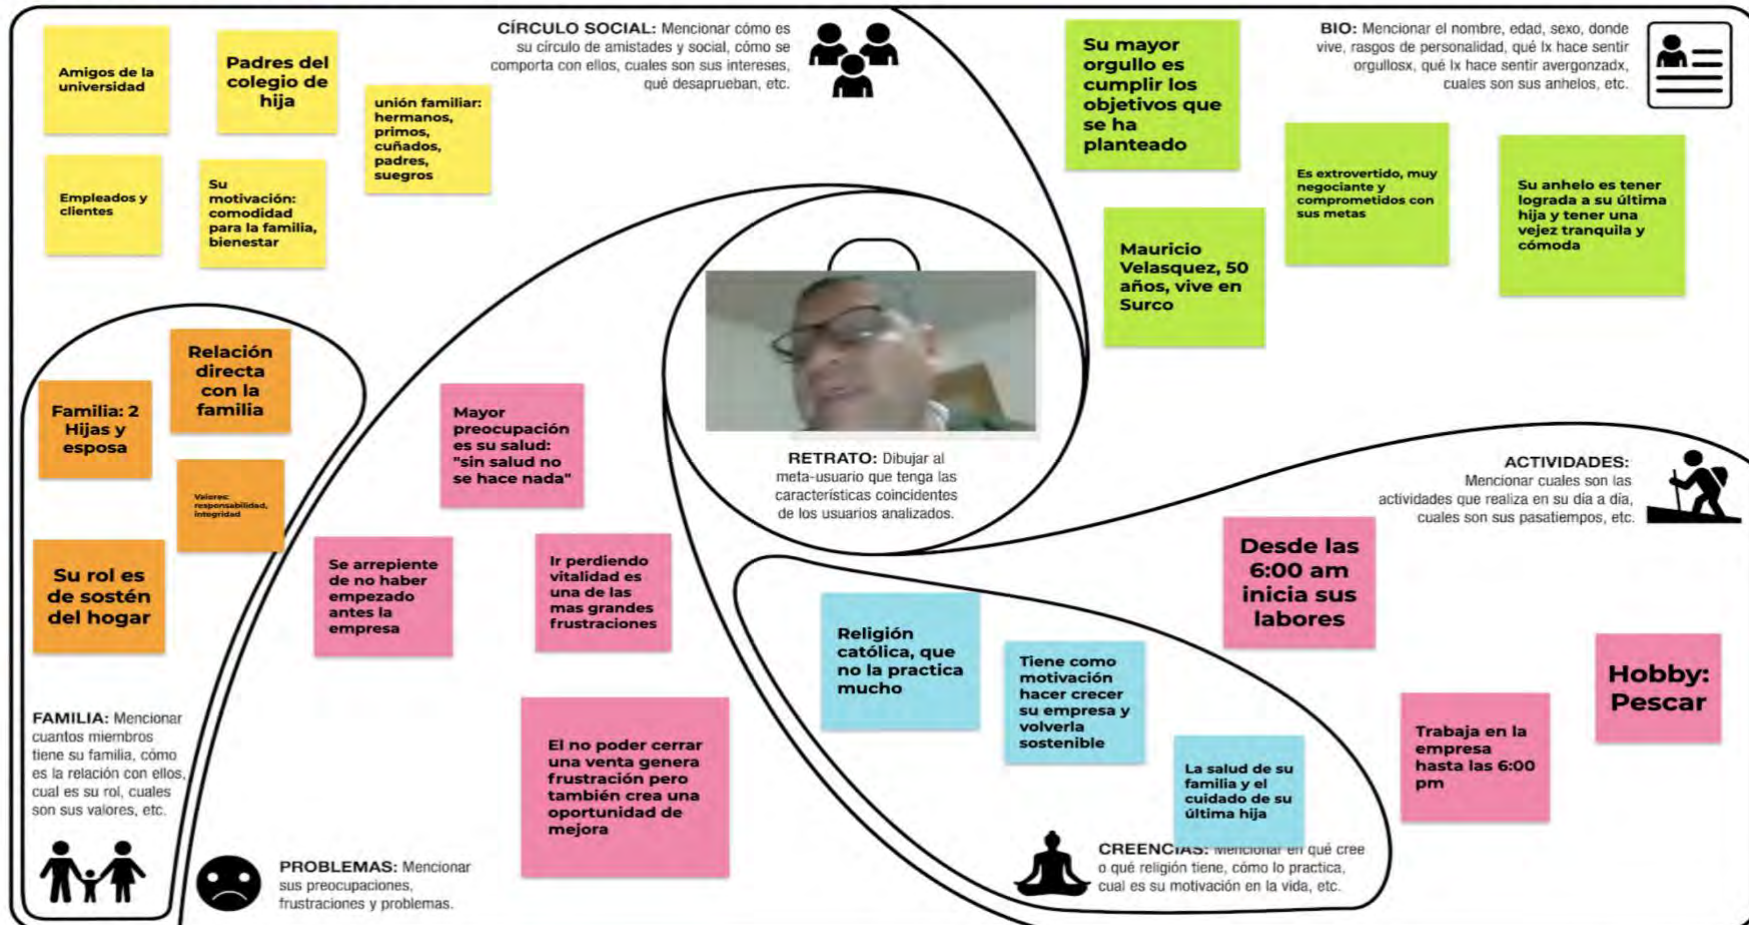 CÍRCULO SOCIAL: Mencionar cómo es
su círculo de amistades y social, cómo se
comporta con ellos, cuales son sus intereses,
qué desaprueban, etc.
Amigos de la
universidad
Padres del
colegio de
hija
unión familiar:
hermanos,
primos,
cuñados,
padres,
suegros
Empleados y
clientes
Su
motivación:
comodidad
para la familia,
bienestar
BIO: Mencionar el nombre, edad, sexo, donde
vive, rasgos de personalidad, qué lx hace sentir
orgullosx, qué lx hace sentir avergonzadx,
cuales son sus anhelos, etc.
Su mayor
orgullo es
cumplir los
objetivos que
se ha
planteado
Es extrovertido, muy
negociante y
comprometidos con
sus metas
Su anhelo es tener
lograda a su última
hija y tener una
vejez tranquila y
cómoda
Mauricio
Velasquez, 50
años, vive en
Surco
Relación
directa
con la
familia
Familia: 2
Hijas y
esposa
Valores:
responsabilidad,
integridad
Su rol es
de sostén
del hogar
FAMILIA: Mencionar
cuantos miembros
tiene su familia, cómo
es la relación con ellos,
cual es su rol, cuales
son sus valores, etc.
Mayor
preocupación
es su salud:
"sin salud no
se hace nada"
Se arrepiente
de no haber
empezado
antes la
empresa
Ir perdiendo
vitalidad es
una de las
mas grandes
frustraciones
El no poder cerrar
una venta genera
frustración pero
también crea una
oportunidad de
mejora
PROBLEMAS: Mencionar
sus preocupaciones,
frustraciones y problemas.
RETRATO: Dibujar al
meta-usuario que tenga las
características coincidentes
de los usuarios analizados.
ACTIVIDADES:
Mencionar cuales son las
actividades que realiza en su día a día,
cuales son sus pasatiempos, etc.
Desde las
6:00 am
inicia sus
labores
Hobby:
Pescar
Trabaja en la
empresa
hasta las 6:00
pm
Religión
católica, que
no la practica
mucho
Tiene como
motivación
hacer crecer
su empresa y
volverla
sostenible
La salud de su
familia y el
cuidado de su
última hija
CREENCIAS: Mencionar en qué cree
o qué religión tiene, cómo lo practica,
cual es su motivación en la vida, etc.